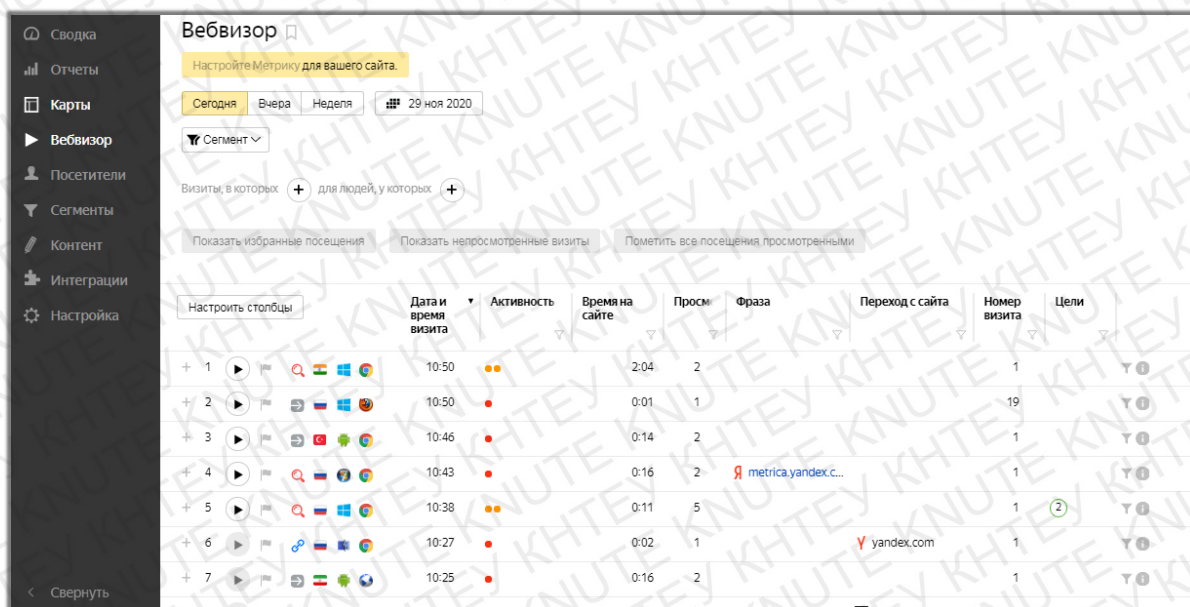 Сводка
Отчеты
Карты
Вебвизор
Посетители
Сегменты
Контент
Интеграции
Настройка
Свернуть
Вебвизор
Настройте Метрику для вашего сайта.
Сегодня Вчера Неделя 29 ноя 2020
Сегмент
Визиты, в которых + для людей, у которых +
Показать избранные посещения Показать непросмотренные визиты Пометить все посещения просмотренными
Настроить столбцы
Дата и время визита Активность Время на сайте Просм Фраза Переход с сайта Номер визита Цели
+ 1 10:50 2:04 2 1
+ 2 10:50 0:01 1 19
+ 3 10:46 0:14 2 1
+ 4 10:43 0:16 2 Я metrica.yandex.c... 1
+ 5 10:38 0:11 5 1 2
+ 6 10:27 0:02 1 Y yandex.com 1
+ 7 10:25 0:16 2 1
KNUTE KHTEY KNUTE KHTEY